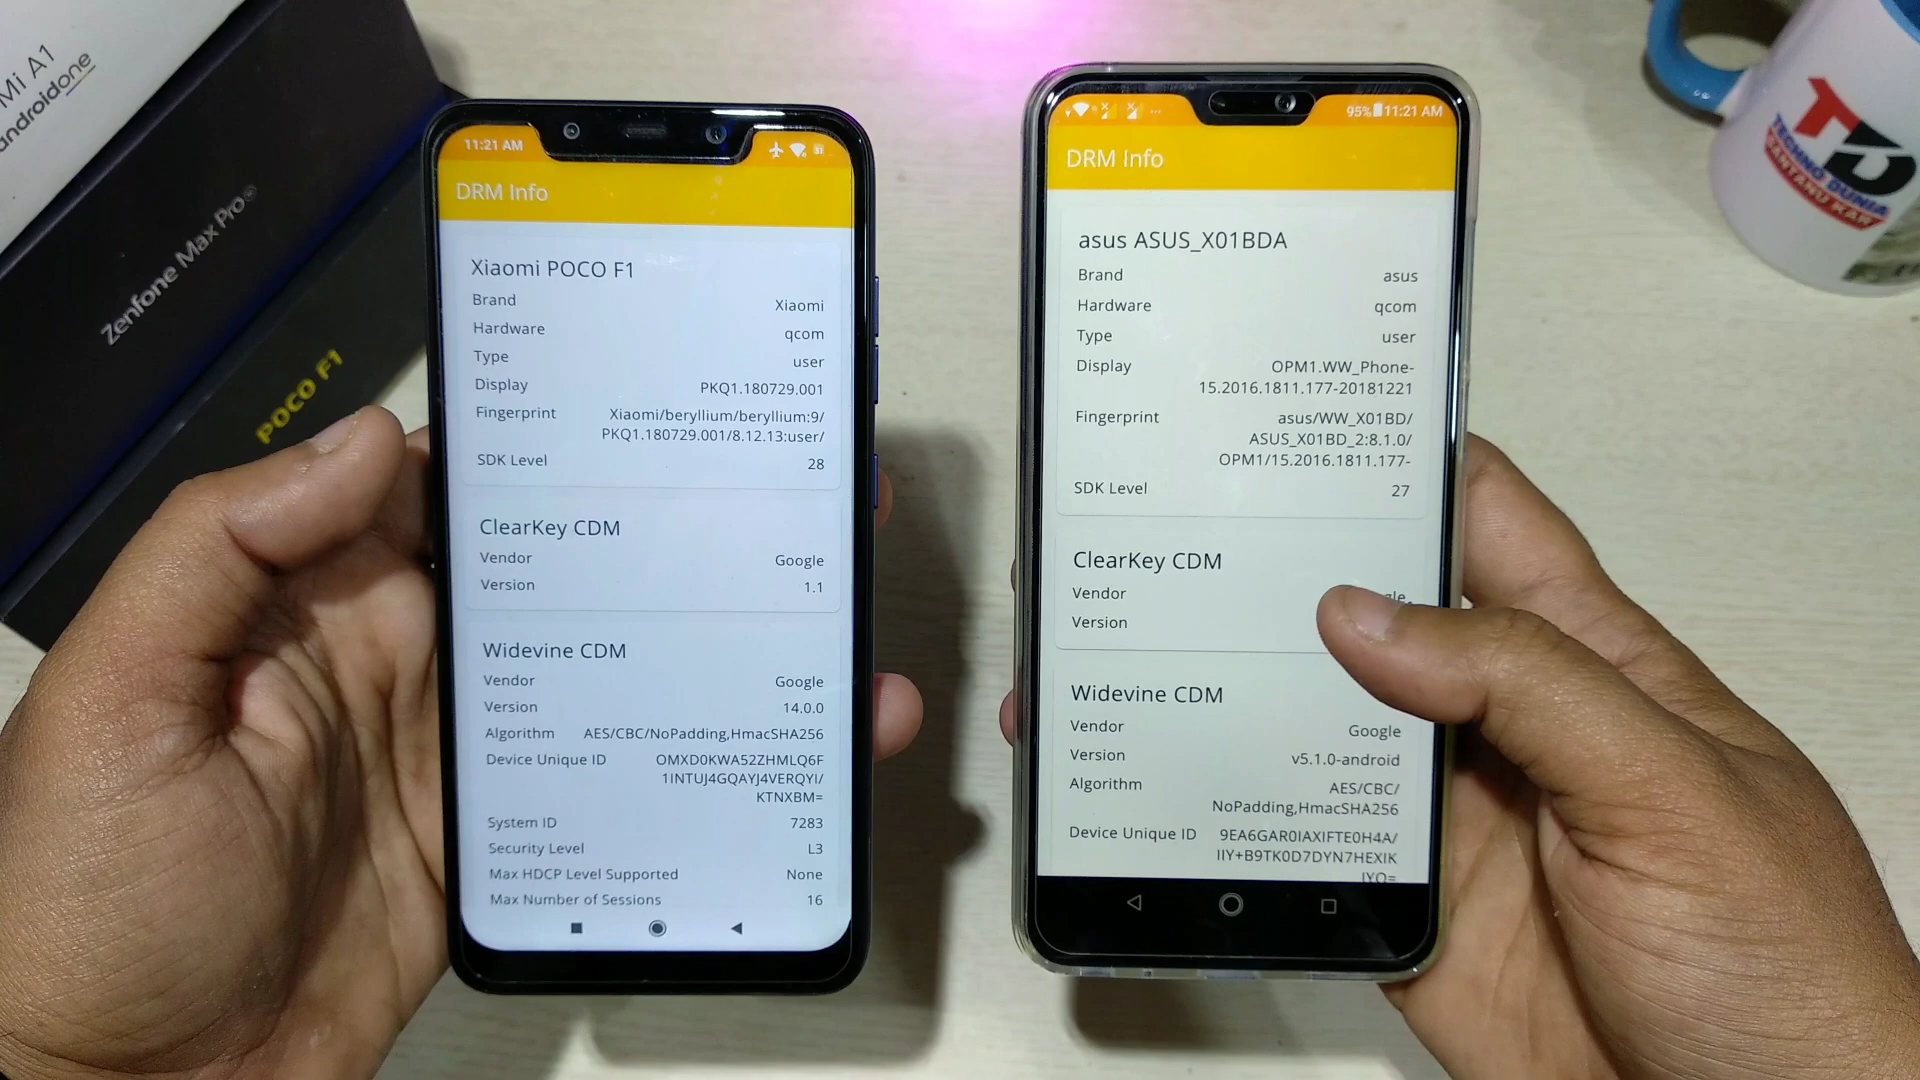 Mi A1
androidone
Zenfone Max Pro
POCO F1
11:21 AM
31
DRM Info
Xiaomi POCO F1
Brand Xiaomi
Hardware qcom
Type user
Display PKQ1.180729.001
Fingerprint Xiaomi/beryllium/beryllium:9/
PKQ1.180729.001/8.12.13:user/
SDK Level 28
ClearKey CDM
Vendor Google
Version 1.1
Widevine CDM
Vendor Google
Version 14.0.0
Algorithm AES/CBC/NoPadding,HmacSHA256
Device Unique ID OMXD0KWA52ZHMLQ6F
1INTUJ4GQAYJ4VERQYI/
KTNXBM=
System ID 7283
Security Level L3
Max HDCP Level Supported None
Max Number of Sessions 16
95% 11:21 AM
DRM Info
asus ASUS_X01BDA
Brand asus
Hardware qcom
Type user
Display OPM1.WW_Phone-
15.2016.1811.177-20181221
Fingerprint asus/WW_X01BD/
ASUS_X01BD_2:8.1.0/
OPM1/15.2016.1811.177-
SDK Level 27
ClearKey CDM
Vendor
Version
Widevine CDM
Vendor Google
Version v5.1.0-android
Algorithm AES/CBC/
NoPadding,HmacSHA256
Device Unique ID 9EA6GAR0IAXIFTE0H4A/
IIY+B9TK0D7DYN7HEXIK
TD
TECHNO DUNIA